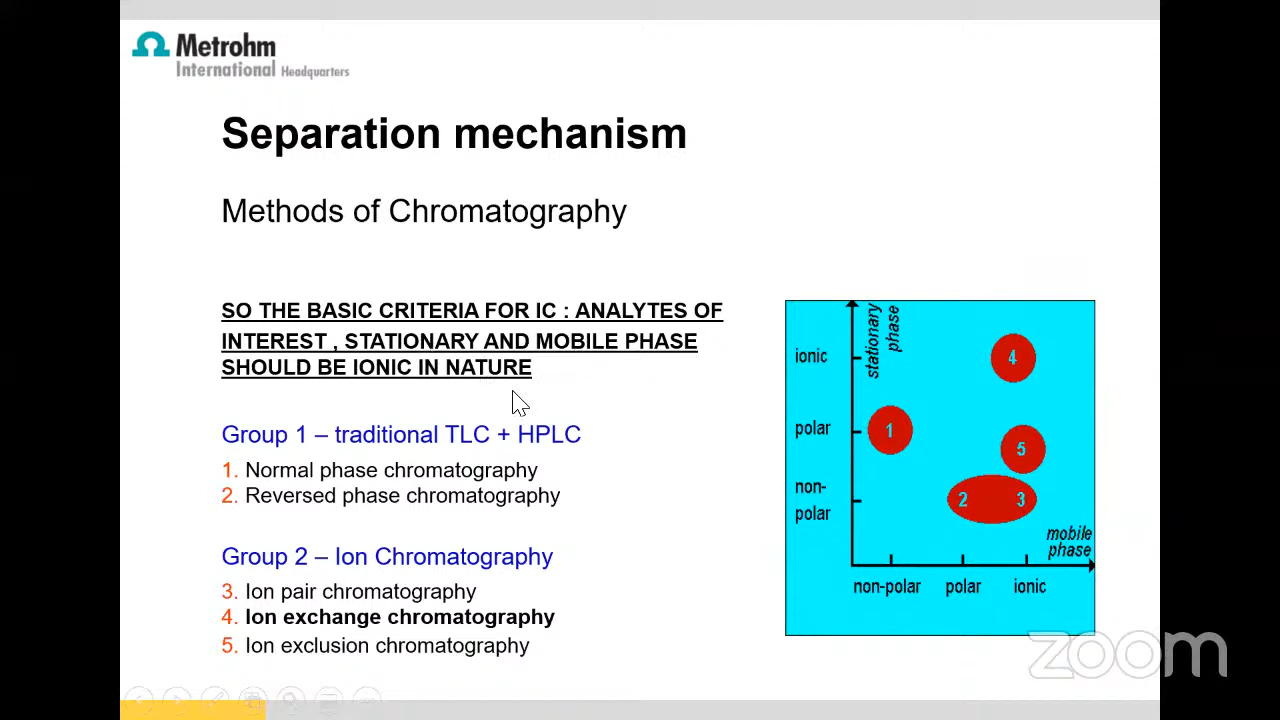 Metrohm
International Headquarters
Separation mechanism
Methods of Chromatography
SO THE BASIC CRITERIA FOR IC : ANALYTES OF
INTEREST , STATIONARY AND MOBILE PHASE
SHOULD BE IONIC IN NATURE
Group 1 – traditional TLC + HPLC
1. Normal phase chromatography
2. Reversed phase chromatography
Group 2 – Ion Chromatography
3. Ion pair chromatography
4. Ion exchange chromatography
5. Ion exclusion chromatography
stationary
phase
ionic
4
polar
1
5
non-
polar
2 3
mobile
phase
non-polar polar ionic
zoom